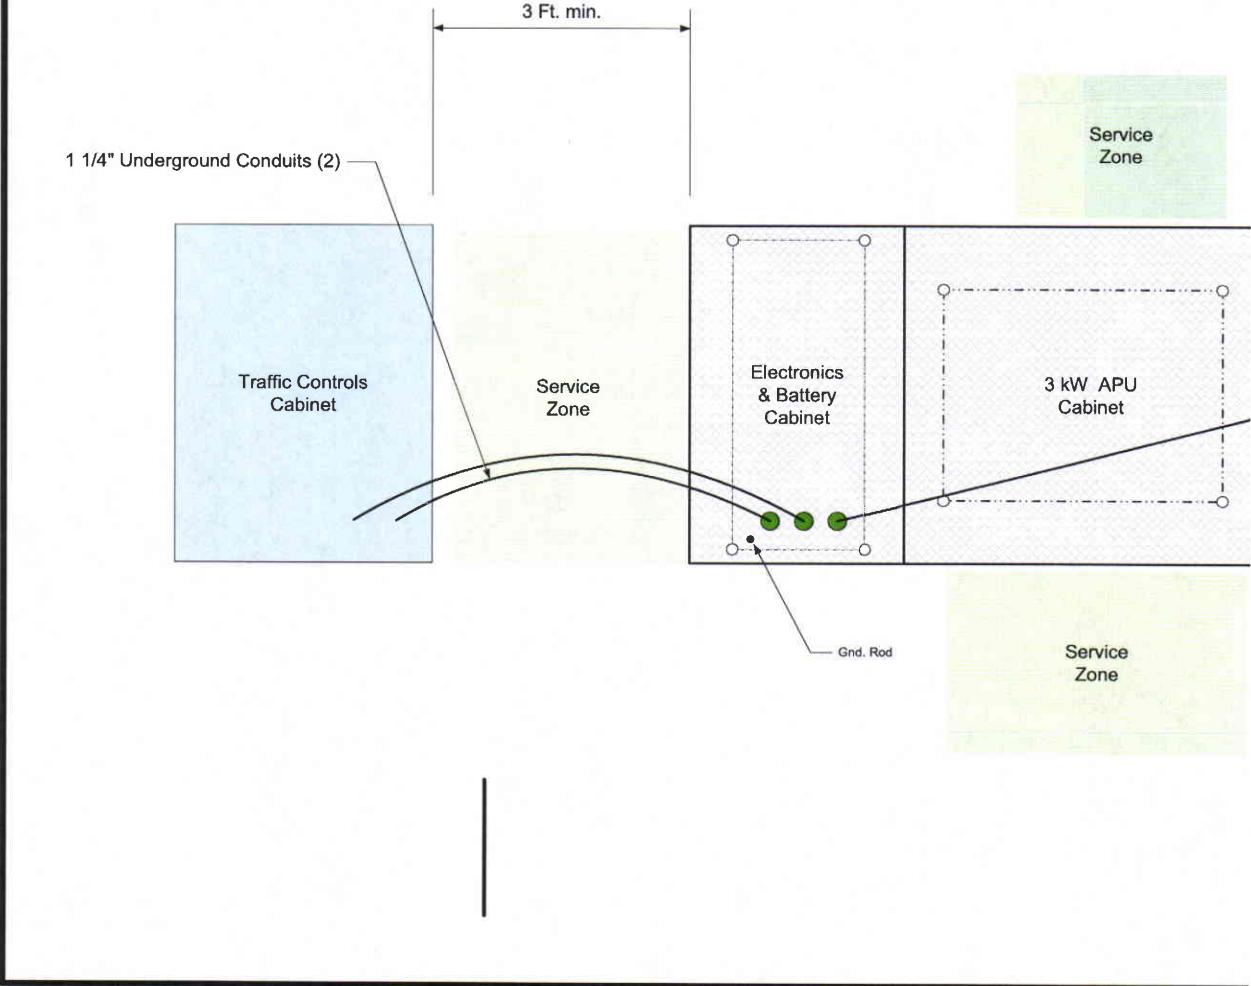 3 Ft. min.
Service
Zone
1 1/4" Underground Conduits (2)
Traffic Controls
Cabinet
Service
Zone
Electronics
& Battery
Cabinet
3 kW APU
Cabinet
Gnd. Rod
Service
Zone